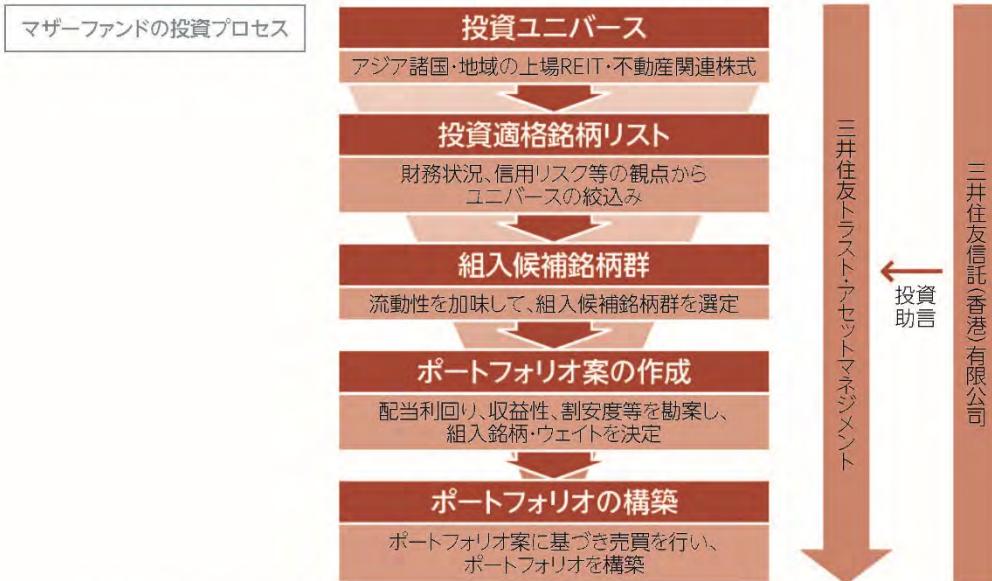 マザーファンドの投資プロセス
投資ユニバース
アジア諸国・地域の上場REIT・不動産関連株式
投資適格銘柄リスト
財務状況、信用リスク等の観点から
ユニバースの絞込み
組入候補銘柄群
流動性を加味して、組入候補銘柄群を選定
ポートフォリオ案の作成
配当利回り、収益性、割安度等を勘案し、
組入銘柄・ウェイトを決定
ポートフォリオの構築
ポートフォリオ案に基づき売買を行い、
ポートフォリオを構築
三井住友トラスト・アセットマネジメント
投資
助言
三井住友信託(香港)有限公司